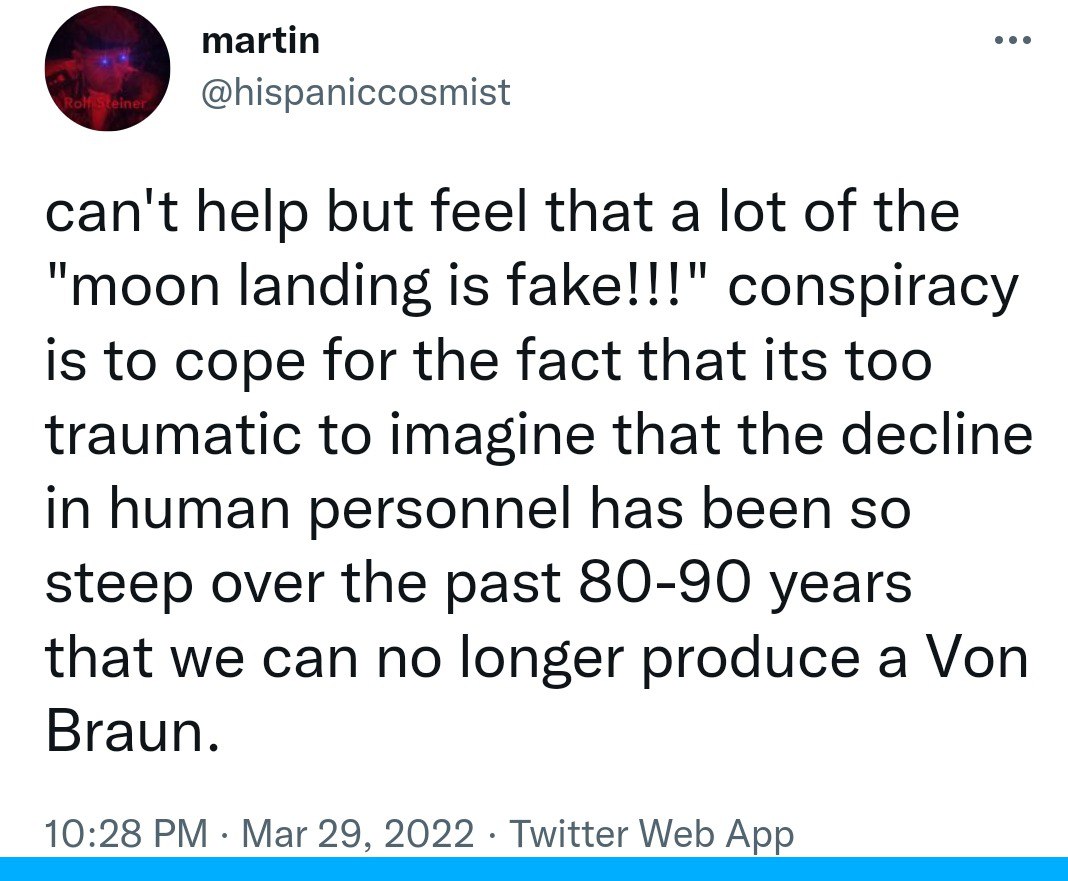 martin
@hispaniccosmist
Rolf Steiner
can't help but feel that a lot of the
"moon landing is fake!!!" conspiracy
is to cope for the fact that its too
traumatic to imagine that the decline
in human personnel has been so
steep over the past 80-90 years
that we can no longer produce a Von
Braun.
10:28 PM · Mar 29, 2022 · Twitter Web App